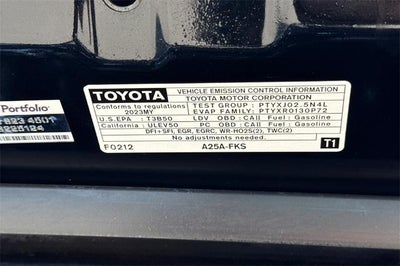 TOYOTA
VEHICLE EMISSION CONTROL INFORMATION
TOYOTA MOTOR CORPORATION
Conforms to regulations
2023MY
TEST GROUP : PTYXJ02.5N4L
EVAP FAMILY: PTYXR0130P72
U.S.EPA : T3B50 LDV OBD : CAII Fuel : Gasoline
California : ULEV50 PC OBD : CAII Fuel : Gasoline
DFI+SFI, EGR, EGRC, WR-HO2S(2), TWC(2)
No adjustments needed.
F0212 A25A-FKS T1
Portfolio